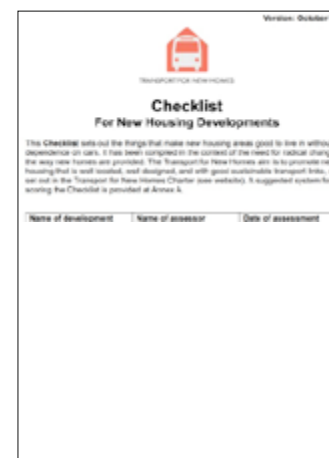 Version: October
TRANSPORT FOR NEW HOMES
Checklist
For New Housing Developments
This Checklist sets out the things that make new housing areas good to live in withou
dependence on cars. It has been compiled in the context of the need for radical chang
the way new homes are provided. The Transport for New Homes aim is to promote ne
housing that is well located, well designed, and with good sustainable transport links,
set out in the Transport for New Homes Charter (see website). It suggested system for
scoring the Checklist is provided at Annex A.
Name of development Name of assessor Date of assessment